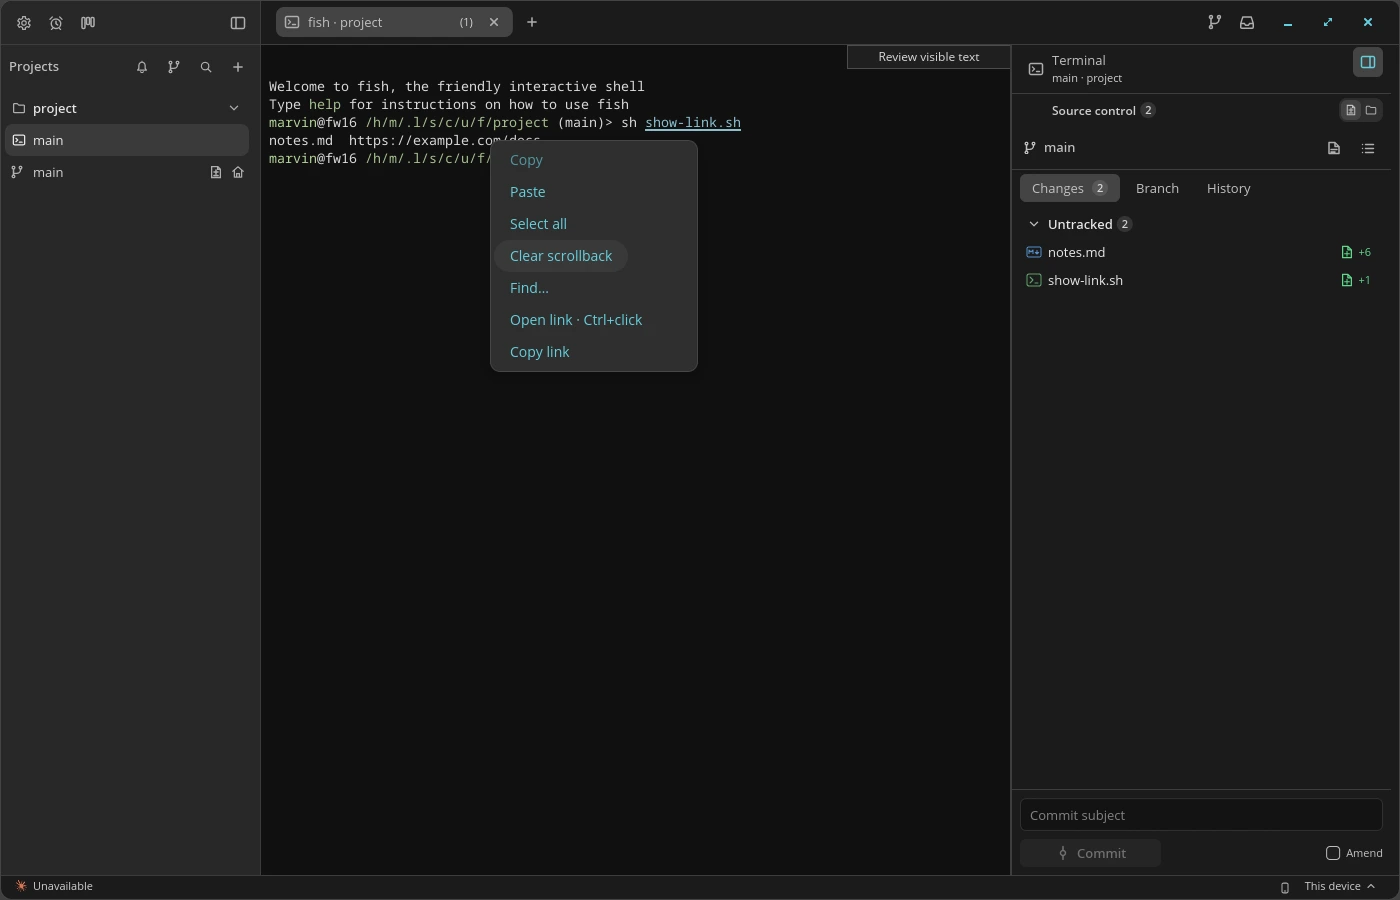 fish · project (1)
Projects
project
main
main
Review visible text
Welcome to fish, the friendly interactive shell
Type help for instructions on how to use fish
marvin@fw16 /h/m/.l/s/c/u/f/project (main)> sh show-link.sh
notes.md  https://example.com/docs
marvin@fw16 /h/m/.l/s/c/u/f/
Copy
Paste
Select all
Clear scrollback
Find...
Open link · Ctrl+click
Copy link
Terminal
main · project
Source control 2
main
Changes 2 Branch History
Untracked 2
notes.md +6
show-link.sh +1
Commit subject
Commit Amend
Unavailable
This device